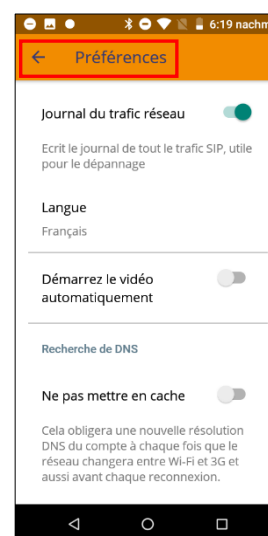 6:19 nachm
Préférences
Journal du trafic réseau
Ecrit le journal de tout le trafic SIP, utile
pour le dépannage
Langue
Français
Démarrez le vidéo
automatiquement
Recherche de DNS
Ne pas mettre en cache
Cela obligera une nouvelle résolution
DNS du compte à chaque fois que le
réseau changera entre Wi-Fi et 3G et
aussi avant chaque reconnexion.